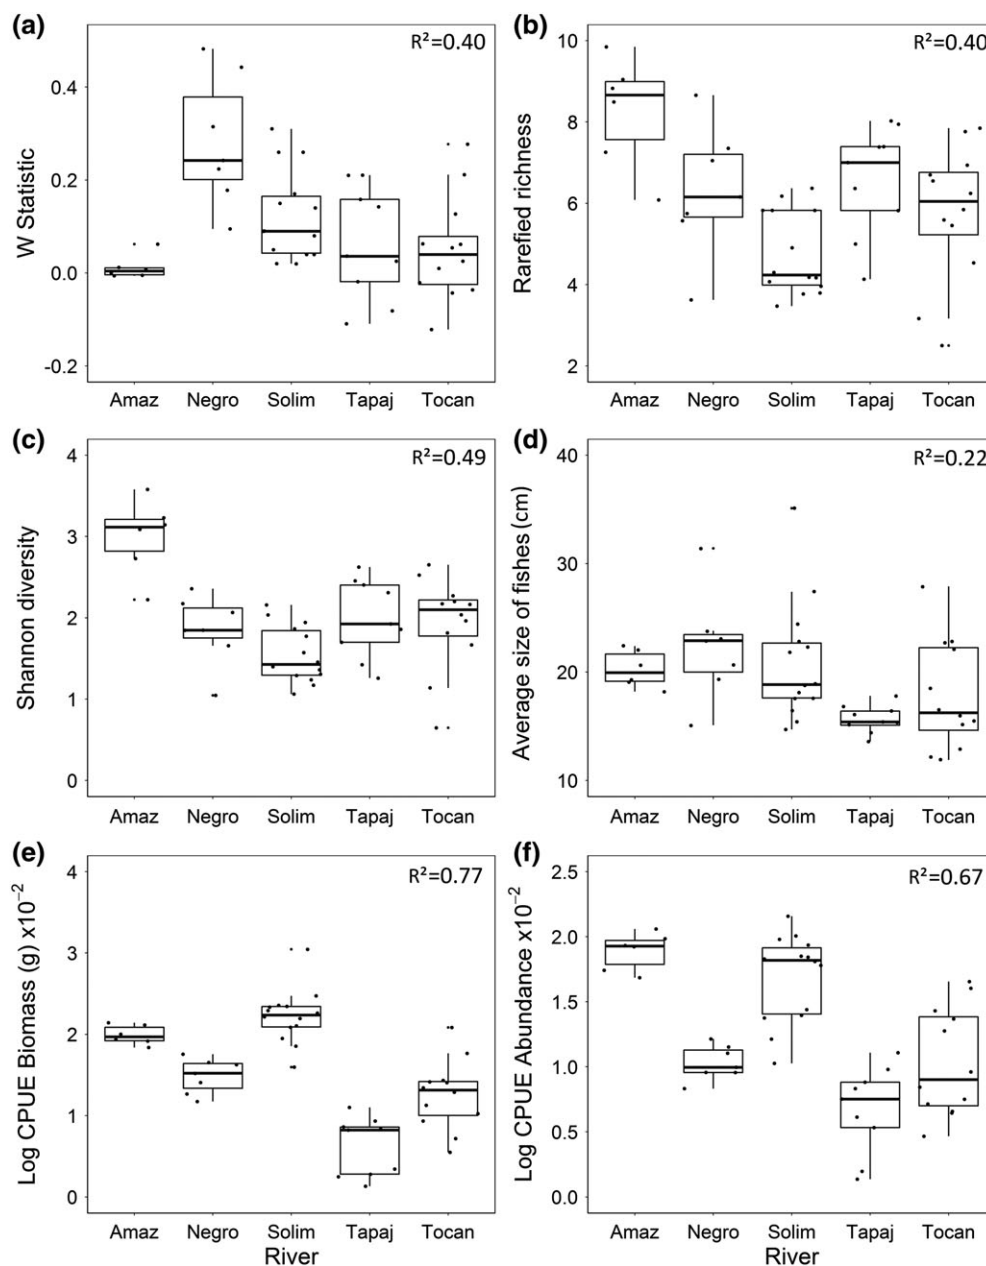 (a)
R²=0.40
W Statistic
0.4
0.2
0.0
-0.2
Amaz Negro Solim Tapaj Tocan
(b)
R²=0.40
Rarefied richness
10
8
6
4
2
Amaz Negro Solim Tapaj Tocan
(c)
R²=0.49
Shannon diversity
4
3
2
1
0
Amaz Negro Solim Tapaj Tocan
(d)
R²=0.22
Average size of fishes (cm)
40
30
20
10
Amaz Negro Solim Tapaj Tocan
(e)
R²=0.77
Log CPUE Biomass (g) x10⁻²
4
3
2
1
0
Amaz Negro Solim Tapaj Tocan
River
(f)
R²=0.67
Log CPUE Abundance x10⁻²
2.5
2.0
1.5
1.0
0.5
0.0
Amaz Negro Solim Tapaj Tocan
River